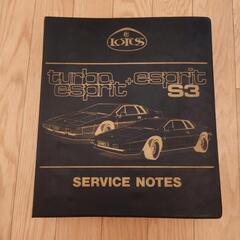 LOTUS
turbo esprit + esprit S3
SERVICE NOTES